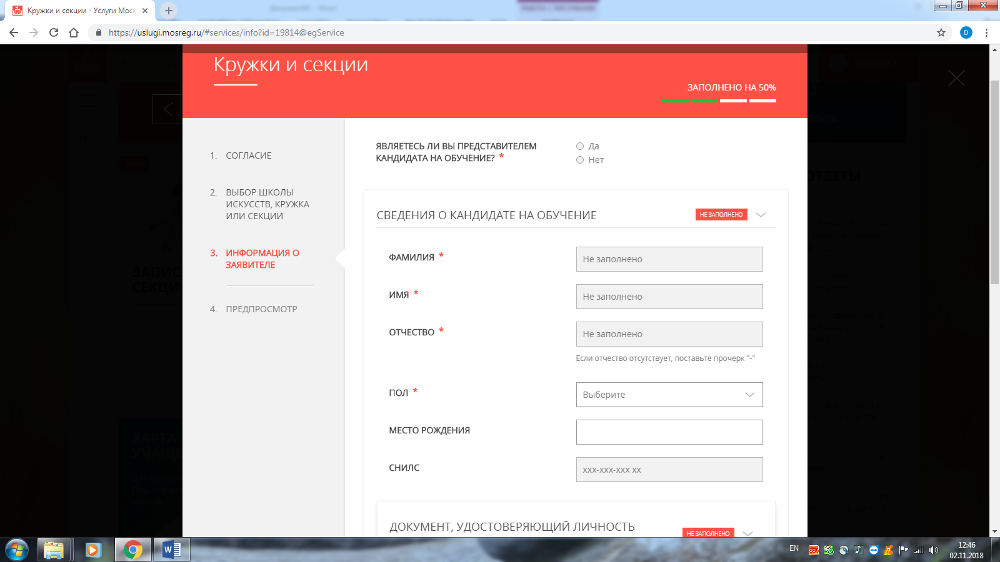 Кружки и секции - Услуги Моск
https://uslugi.mosreg.ru/#services/info?id=19814@egService
D
Кружки и секции
ЗАПОЛНЕНО НА 50%
1. СОГЛАСИЕ
2. ВЫБОР ШКОЛЫ
ИСКУССТВ, КРУЖКА
ИЛИ СЕКЦИИ
3. ИНФОРМАЦИЯ О
ЗАЯВИТЕЛЕ
4. ПРЕДПРОСМОТР
ЯВЛЯЕТЕСЬ ЛИ ВЫ ПРЕДСТАВИТЕЛЕМ
КАНДИДАТА НА ОБУЧЕНИЕ? *
Да
Нет
СВЕДЕНИЯ О КАНДИДАТЕ НА ОБУЧЕНИЕ
НЕ ЗАПОЛНЕНО
ФАМИЛИЯ *
Не заполнено
ИМЯ *
Не заполнено
ОТЧЕСТВО *
Не заполнено
Если отчество отсутствует, поставьте прочерк "-"
ПОЛ *
Выберите
МЕСТО РОЖДЕНИЯ
СНИЛС
xxx-xxx-xxx xx
ДОКУМЕНТ, УДОСТОВЕРЯЮЩИЙ ЛИЧНОСТЬ
НЕ ЗАПОЛНЕНО
КАРТА
EN
12:46
02.11.2018